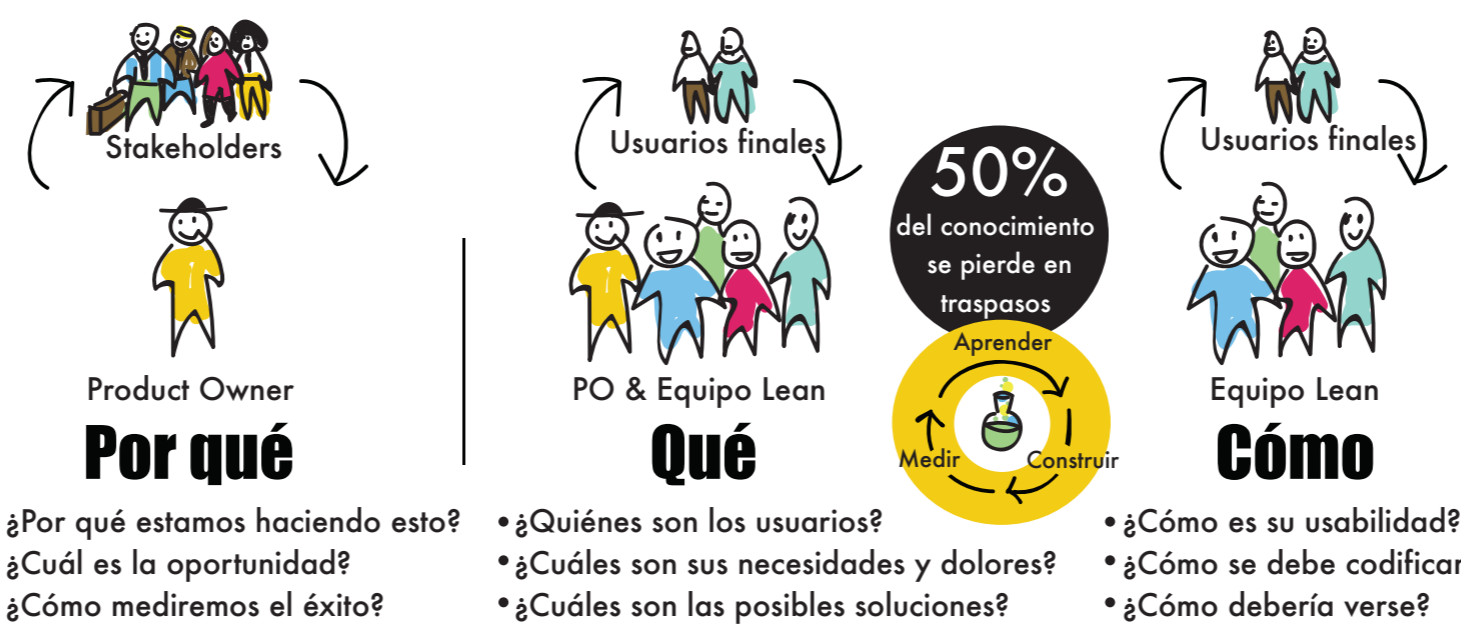 Stakeholders
Product Owner
Por qué
¿Por qué estamos haciendo esto?
¿Cuál es la oportunidad?
¿Cómo mediremos el éxito?
Usuarios finales
PO & Equipo Lean
Qué
•¿Quiénes son los usuarios?
•¿Cuáles son sus necesidades y dolores?
•¿Cuáles son las posibles soluciones?
50%
del conocimiento
se pierde en
traspasos
Aprender
Medir
Construir
Usuarios finales
Equipo Lean
Cómo
•¿Cómo es su usabilidad?
•¿Cómo se debe codificar
•¿Cómo debería verse?